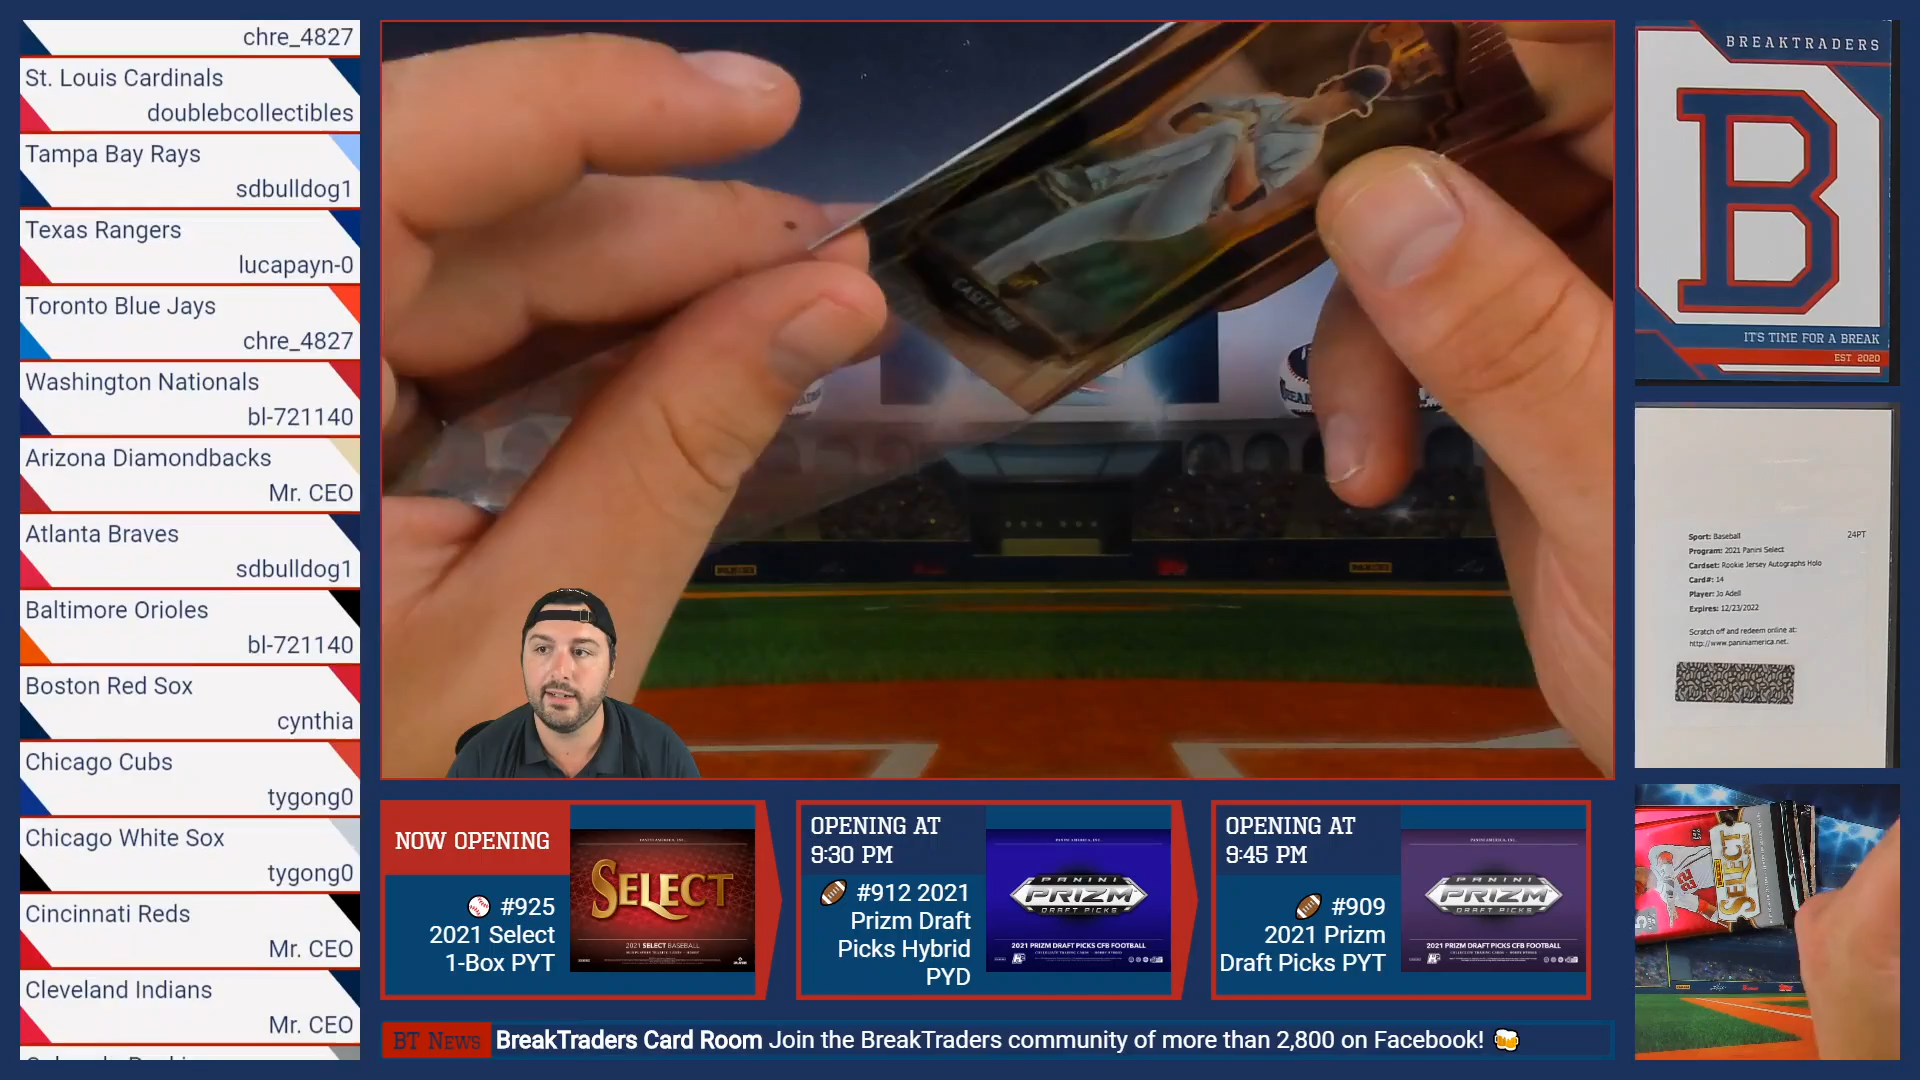 chre_4827
St. Louis Cardinals
doublebcollectibles
Tampa Bay Rays
sdbulldog1
Texas Rangers
lucapayn-0
Toronto Blue Jays
chre_4827
Washington Nationals
bl-721140
Arizona Diamondbacks
Mr. CEO
Atlanta Braves
sdbulldog1
Baltimore Orioles
bl-721140
Boston Red Sox
cynthia
Chicago Cubs
tygong0
Chicago White Sox
tygong0
Cincinnati Reds
Mr. CEO
Cleveland Indians
Mr. CEO
NOW OPENING
#925
2021 Select
1-Box PYT
SELECT
2021 SELECT BASEBALL
OPENING AT
9:30 PM
#912 2021
Prizm Draft
Picks Hybrid
PYD
PANINI
PRIZM
DRAFT PICKS
2021 PRIZM DRAFT PICKS CFB FOOTBALL
OPENING AT
9:45 PM
#909
2021 Prizm
Draft Picks PYT
PANINI
PRIZM
DRAFT PICKS
2021 PRIZM DRAFT PICKS CFB FOOTBALL
BT NEWS
BreakTraders Card Room Join the BreakTraders community of more than 2,800 on Facebook!
BREAKTRADERS
B
IT'S TIME FOR A BREAK
EST 2020
Sport: Baseball 24PT
Program: 2021 Panini Select
Cardset: Rookie Jersey Autographs Holo
Card#: 14
Player: Jo Adell
Expires: 12/23/2022
Scratch off and redeem online at:
http://www.paniniamerica.net.
SELECT